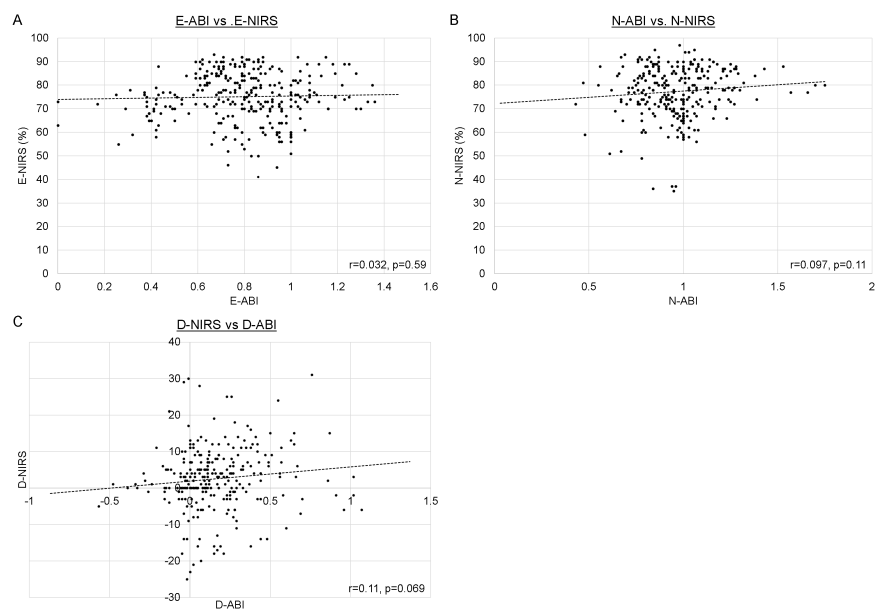 A
E-ABI vs .E-NIRS
100
90
80
70
60
50
40
30
20
10
0
E-NIRS (%)
0 0.2 0.4 0.6 0.8 1 1.2 1.4 1.6
E-ABI
r=0.032, p=0.59
B
N-ABI vs. N-NIRS
100
90
80
70
60
50
40
30
20
10
0
N-NIRS (%)
0 0.5 1 1.5 2
N-ABI
r=0.097, p=0.11
C
D-NIRS vs D-ABI
40
30
20
10
0
-10
-20
-30
D-NIRS
-1 -0.5 0 0.5 1 1.5
D-ABI
r=0.11, p=0.069